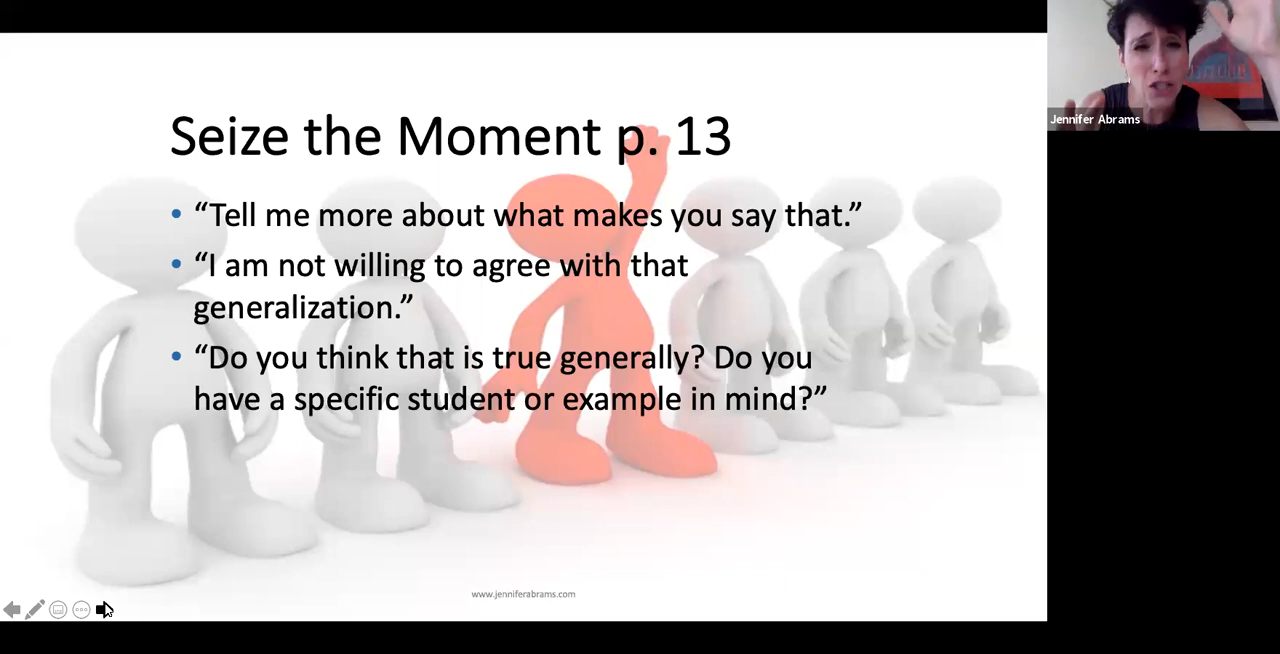 Seize the Moment p. 13
• “Tell me more about what makes you say that.”
• “I am not willing to agree with that
generalization.”
• “Do you think that is true generally? Do you
have a specific student or example in mind?”
www.jenniferabrams.com
Jennifer Abrams